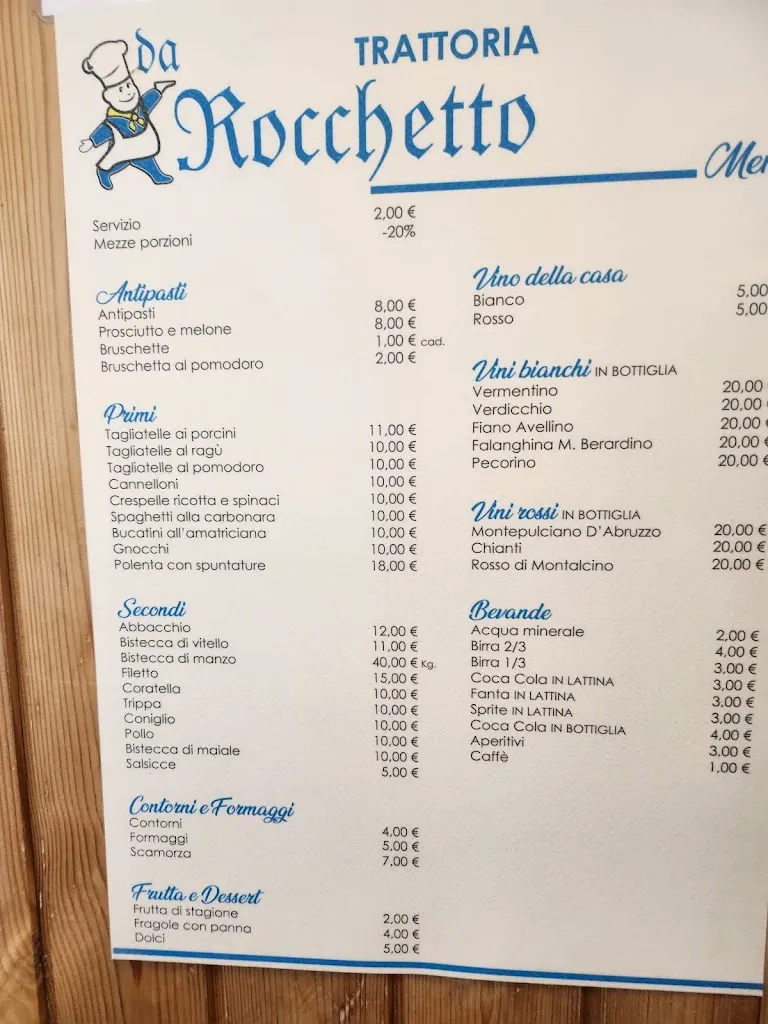 da
TRATTORIA
Rocchetto
Servizio 2,00 €
Mezze porzioni -20%
Antipasti
Antipasti 8,00 €
Prosciutto e melone 8,00 €
Bruschette 1,00 € cad.
Bruschetta al pomodoro 2,00 €
Primi
Tagliatelle ai porcini 11,00 €
Tagliatelle al ragù 10,00 €
Tagliatelle al pomodoro 10,00 €
Cannelloni 10,00 €
Crespelle ricotta e spinaci 10,00 €
Spaghetti alla carbonara 10,00 €
Bucatini all'amatriciana 10,00 €
Gnocchi 10,00 €
Polenta con spuntature 18,00 €
Secondi
Abbacchio 12,00 €
Bistecca di vitello 11,00 €
Bistecca di manzo 40,00 € Kg.
Filetto 15,00 €
Coratella 10,00 €
Trippa 10,00 €
Coniglio 10,00 €
Pollo 10,00 €
Bistecca di maiale 10,00 €
Salsicce 5,00 €
Contorni e Formaggi
Contorni 4,00 €
Formaggi 5,00 €
Scamorza 7,00 €
Frutta e Dessert
Frutta di stagione 2,00 €
Fragole con panna 4,00 €
Dolci 5,00 €
Vino della casa
Bianco 5,00
Rosso 5,00
Vini bianchi IN BOTTIGLIA
Vermentino 20,00
Verdicchio 20,00
Fiano Avellino 20,00
Falanghina M. Berardino 20,00 €
Pecorino 20,00 €
Vini rossi IN BOTTIGLIA
Montepulciano D'Abruzzo 20,00 €
Chianti 20,00 €
Rosso di Montalcino 20,00 €
Bevande
Acqua minerale 2,00 €
Birra 2/3 4,00 €
Birra 1/3 3,00 €
Coca Cola IN LATTINA 3,00 €
Fanta IN LATTINA 3,00 €
Sprite IN LATTINA 3,00 €
Coca Cola IN BOTTIGLIA 4,00 €
Aperitivi 3,00 €
Caffè 1,00 €